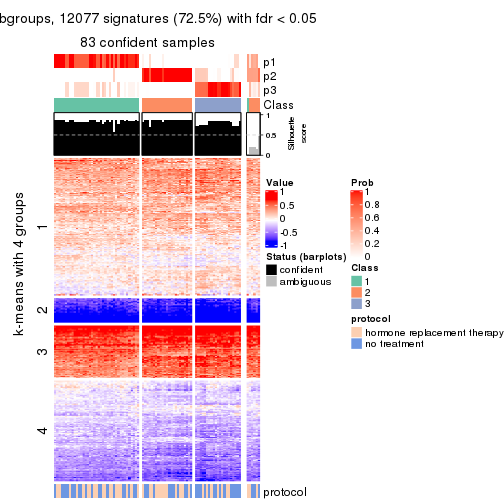 bgroups, 12077 signatures (72.5%) with fdr < 0.05
83 confident samples
p1
p2
p3
Class
1
0.5
0
Silhouette
score
k-means with 4 groups
1
2
3
4
Value
1
0.5
0
-0.5
-1
Status (barplots)
confident
ambiguous
Prob
1
0.8
0.6
0.4
0.2
0
Class
1
2
3
protocol
hormone replacement therapy
no treatment
protocol